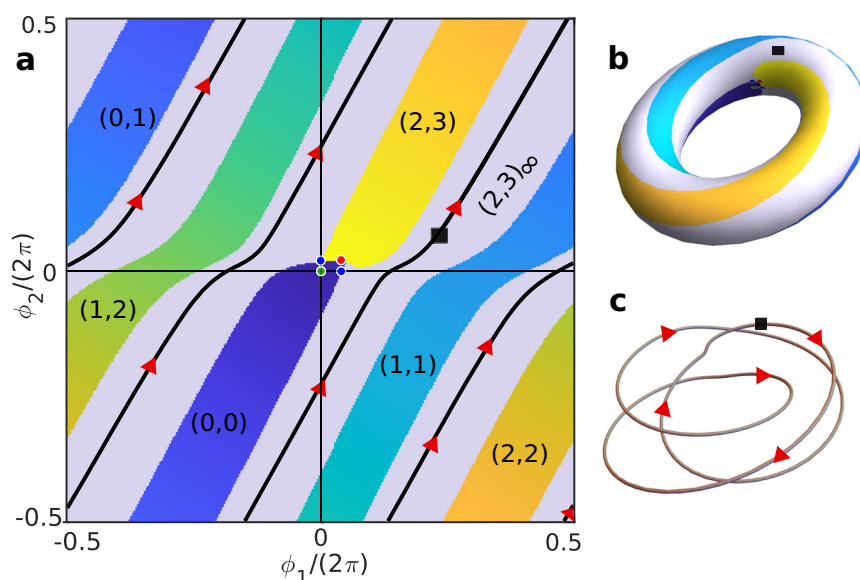 a
0.5
(0,1)
(2,3)
(2,3)∞
0
(1,2)
(1,1)
(0,0)
(2,2)
-0.5
ϕ2/(2π)
-0.5
0
0.5
ϕ1/(2π)
b
c